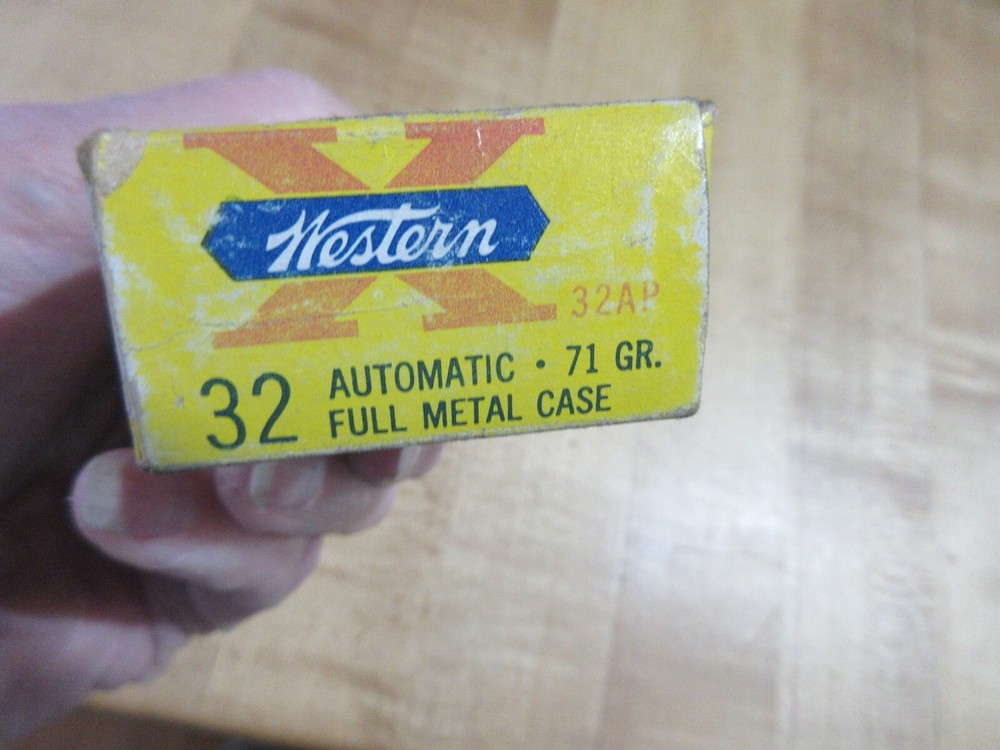 X
Western
32AP
32 AUTOMATIC • 71 GR.
FULL METAL CASE